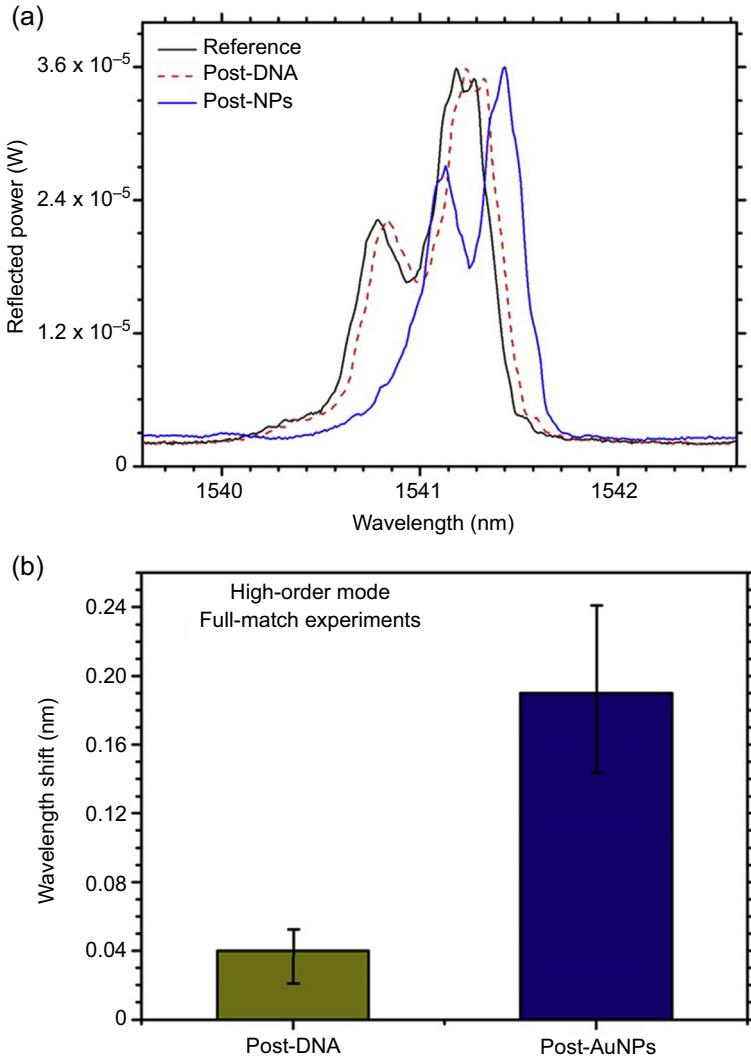 (a)
Reference
Post-DNA
Post-NPs
3.6 x 10⁻⁵
2.4 x 10⁻⁵
1.2 x 10⁻⁵
0
Reflected power (W)
1540
1541
1542
Wavelength (nm)
(b)
High-order mode
Full-match experiments
0.24
0.20
0.16
0.12
0.08
0.04
0
Wavelength shift (nm)
Post-DNA
Post-AuNPs